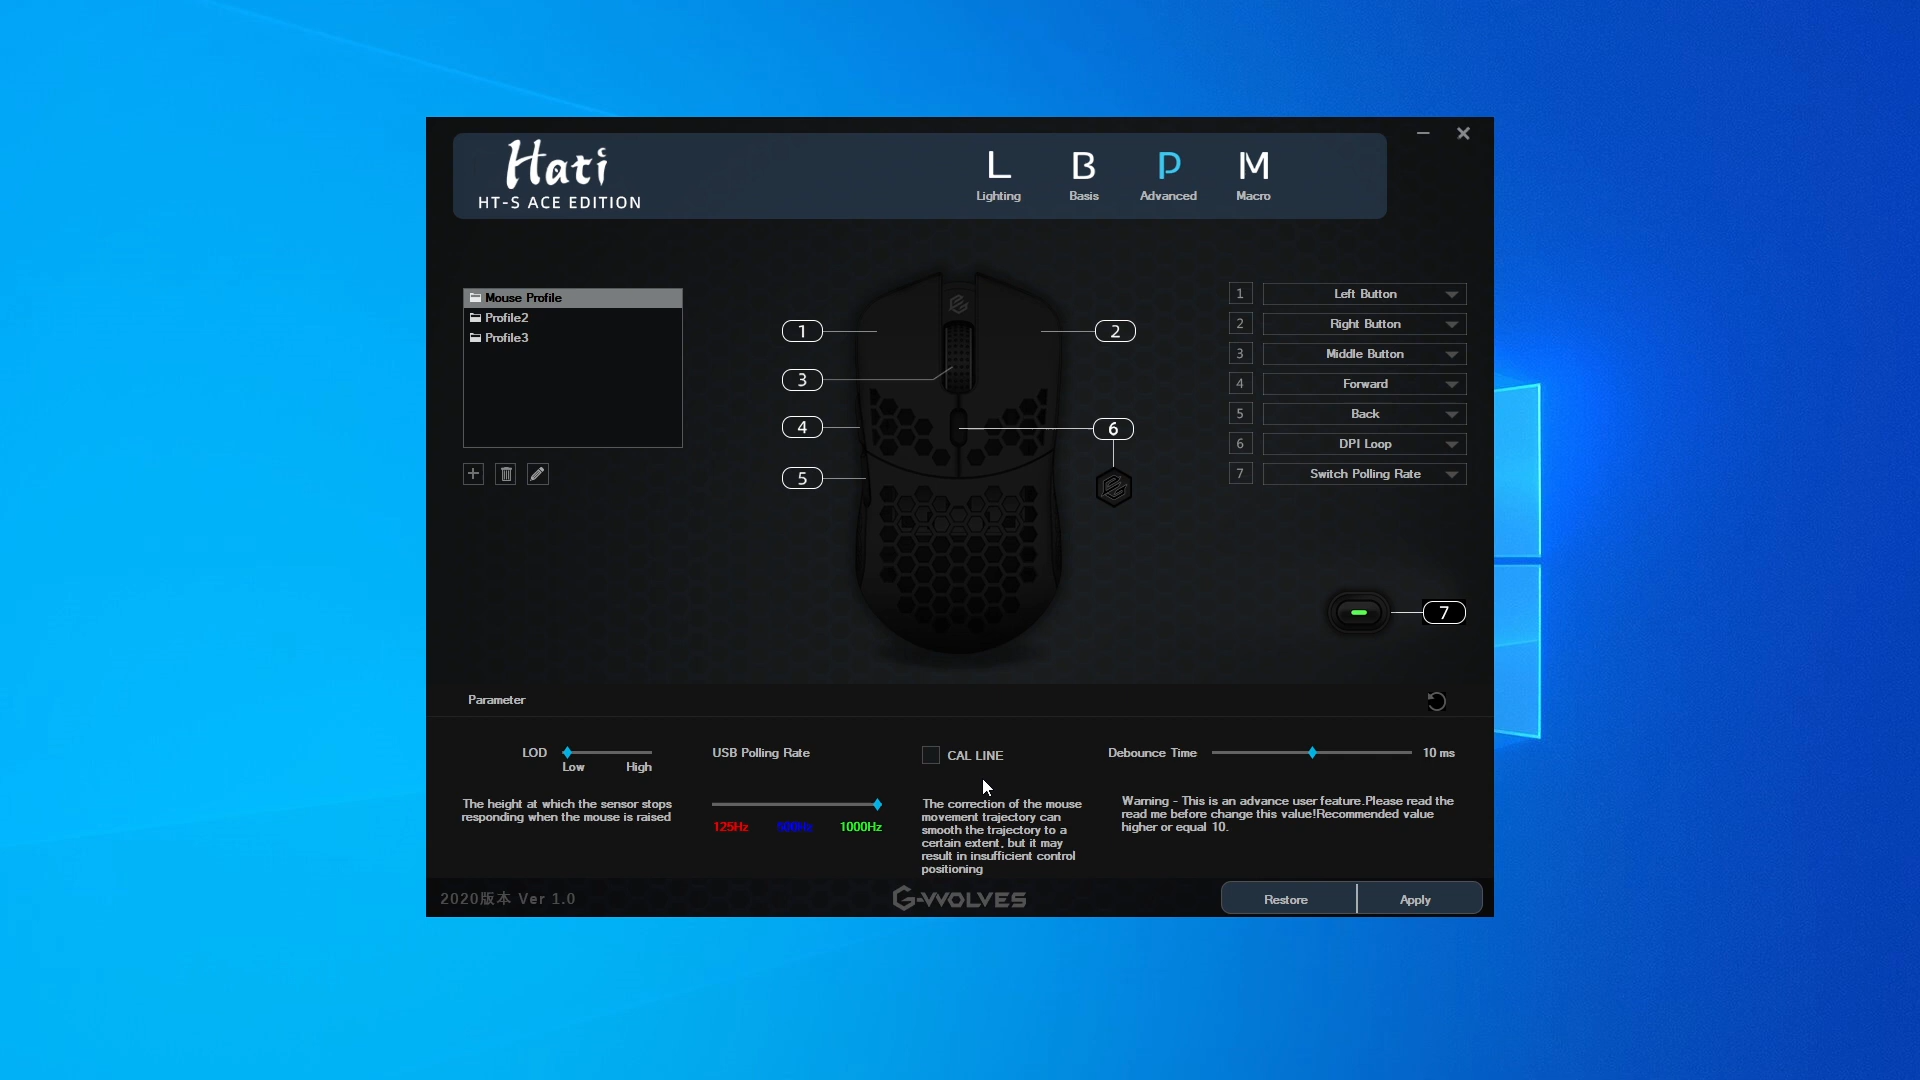 Hati
HT-S ACE EDITION
L
Lighting
B
Basis
P
Advanced
M
Macro
Mouse Profile
Profile2
Profile3
1
2
3
4
5
6
7
1 Left Button
2 Right Button
3 Middle Button
4 Forward
5 Back
6 DPI Loop
7 Switch Polling Rate
Parameter
LOD
Low High
The height at which the sensor stops
responding when the mouse is raised
USB Polling Rate
125Hz 500Hz 1000Hz
CAL LINE
The correction of the mouse
movement trajectory can
smooth the trajectory to a
certain extent, but it may
result in insufficient control
positioning
Debounce Time 10 ms
Warning - This is an advance user feature.Please read the
read me before change this value!Recommended value
higher or equal 10.
2020版本 Ver 1.0
G-WOLVES
Restore
Apply